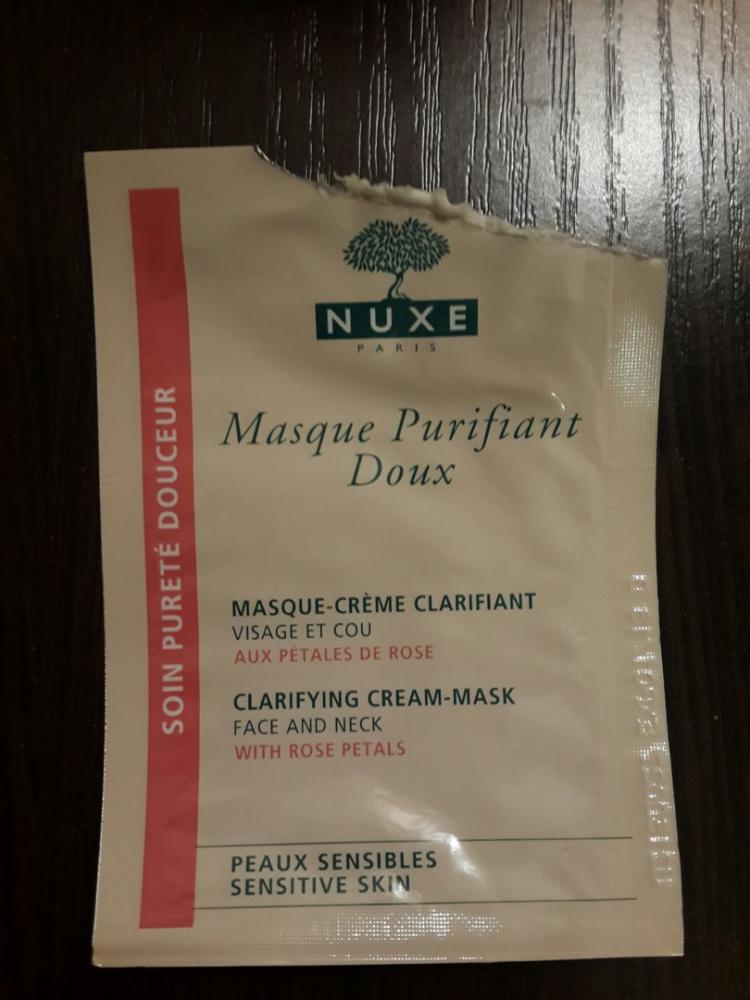 NUXE
PARIS
Masque Purifiant
Doux
SOIN PURETÉ DOUCEUR
MASQUE-CRÈME CLARIFIANT
VISAGE ET COU
AUX PÉTALES DE ROSE
CLARIFYING CREAM-MASK
FACE AND NECK
WITH ROSE PETALS
PEAUX SENSIBLES
SENSITIVE SKIN